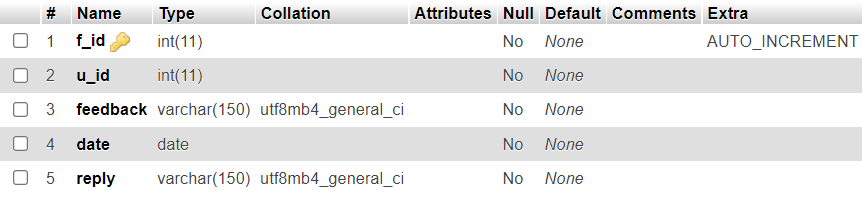 # Name Type Collation Attributes Null Default Comments Extra
1 f_id int(11) No None AUTO_INCREMENT
2 u_id int(11) No None
3 feedback varchar(150) utf8mb4_general_ci No None
4 date date No None
5 reply varchar(150) utf8mb4_general_ci No None